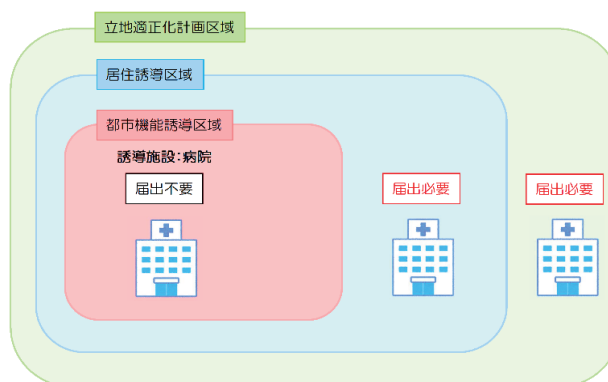 立地適正化計画区域
居住誘導区域
都市機能誘導区域
誘導施設:病院
届出不要
届出必要
届出必要